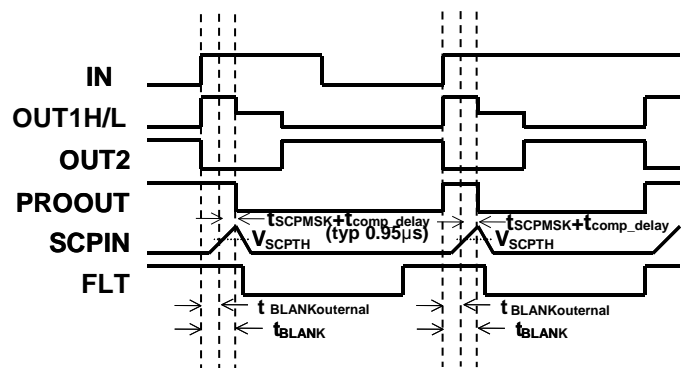 IN
OUT1H/L
OUT2
PROOUT
tSCPMSK+tcomp_delay tSCPMSK+tcomp_delay
(typ 0.95µs)
SCPIN VSCPTH VSCPTH
FLT
t BLANKouternal t BLANKouternal
tBLANK tBLANK